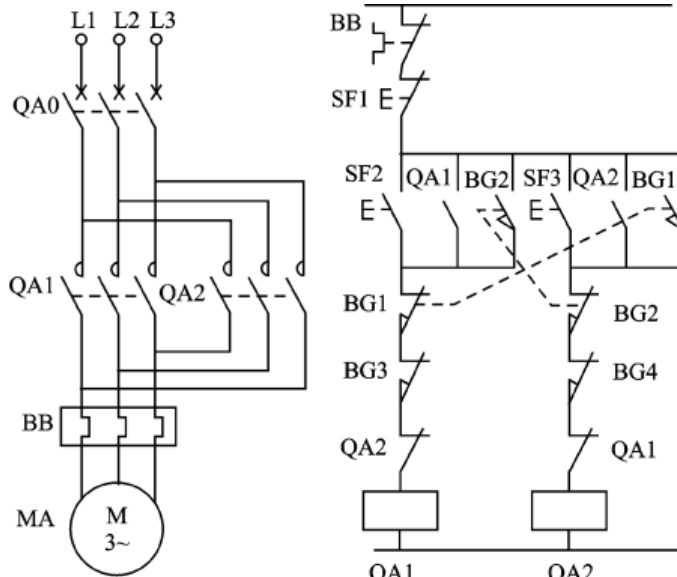 L1 L2 L3
QA0
QA1
QA2
BB
MA
M
3~
BB
SF1
SF2
QA1
BG2
SF3
QA2
BG1
BG1
BG2
BG3
BG4
QA2
QA1
QA1
QA2